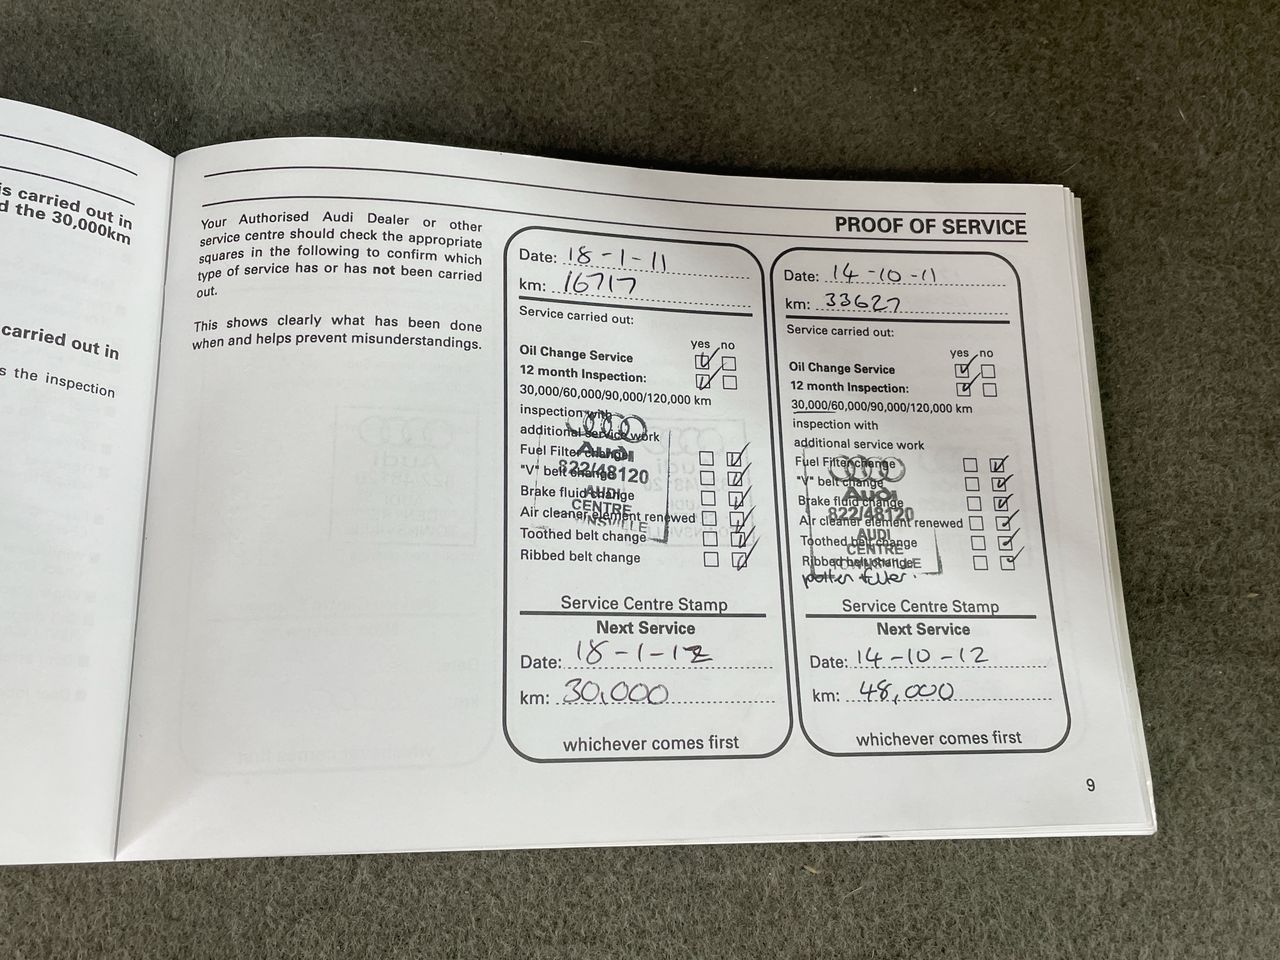 is carried out in
d the 30,000km
carried out in
s the inspection
Your Authorised Audi Dealer or other
service centre should check the appropriate
squares in the following to confirm which
type of service has or has not been carried
out.
This shows clearly what has been done
when and helps prevent misunderstandings.
PROOF OF SERVICE
Date: 18-1-11
km: 16717
Service carried out:
yes no
Oil Change Service
12 month Inspection:
30,000/60,000/90,000/120,000 km
inspection with
additional service work
Fuel Filter change
"V" belt change
Brake fluid change
Air cleaner element renewed
Toothed belt change
Ribbed belt change
Audi
822/48120
AUDI
CENTRE
Service Centre Stamp
Next Service
Date: 18-1-12
km: 30,000
whichever comes first
Date: 14-10-11
km: 33627
Service carried out:
yes no
Oil Change Service
12 month Inspection:
30,000/60,000/90,000/120,000 km
inspection with
additional service work
Fuel Filter change
"V" belt change
Brake fluid change
Air cleaner element renewed
Toothed belt change
Ribbed belt change
Audi
822/48120
AUDI
CENTRE
TOWNSVILLE
pollen filter.
Service Centre Stamp
Next Service
Date: 14-10-12
km: 48,000
whichever comes first
9